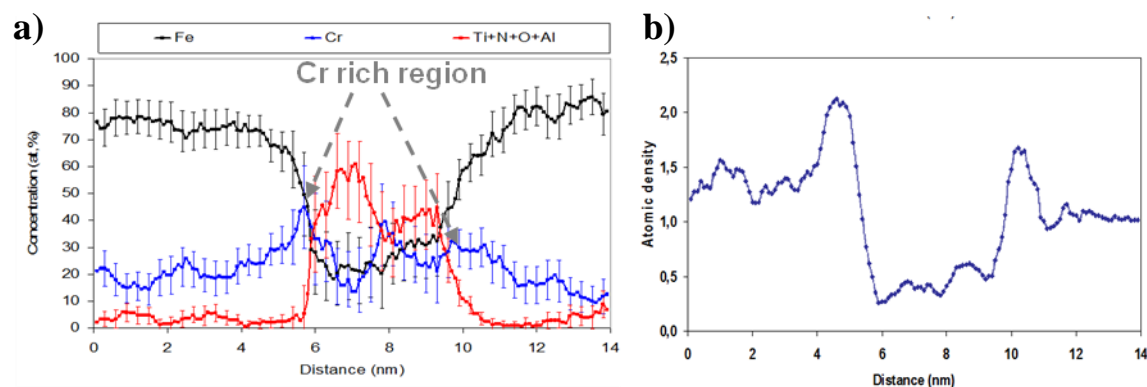 a)
Fe Cr Ti+N+O+Al
Cr rich region
Concentration (at,%)
100
90
80
70
60
50
40
30
20
10
0
0 2 4 6 8 10 12 14
Distance (nm)
b)
Atomic density
2,5
2,0
1,5
1,0
0,5
0,0
0 2 4 6 8 10 12 14
Distance (nm)